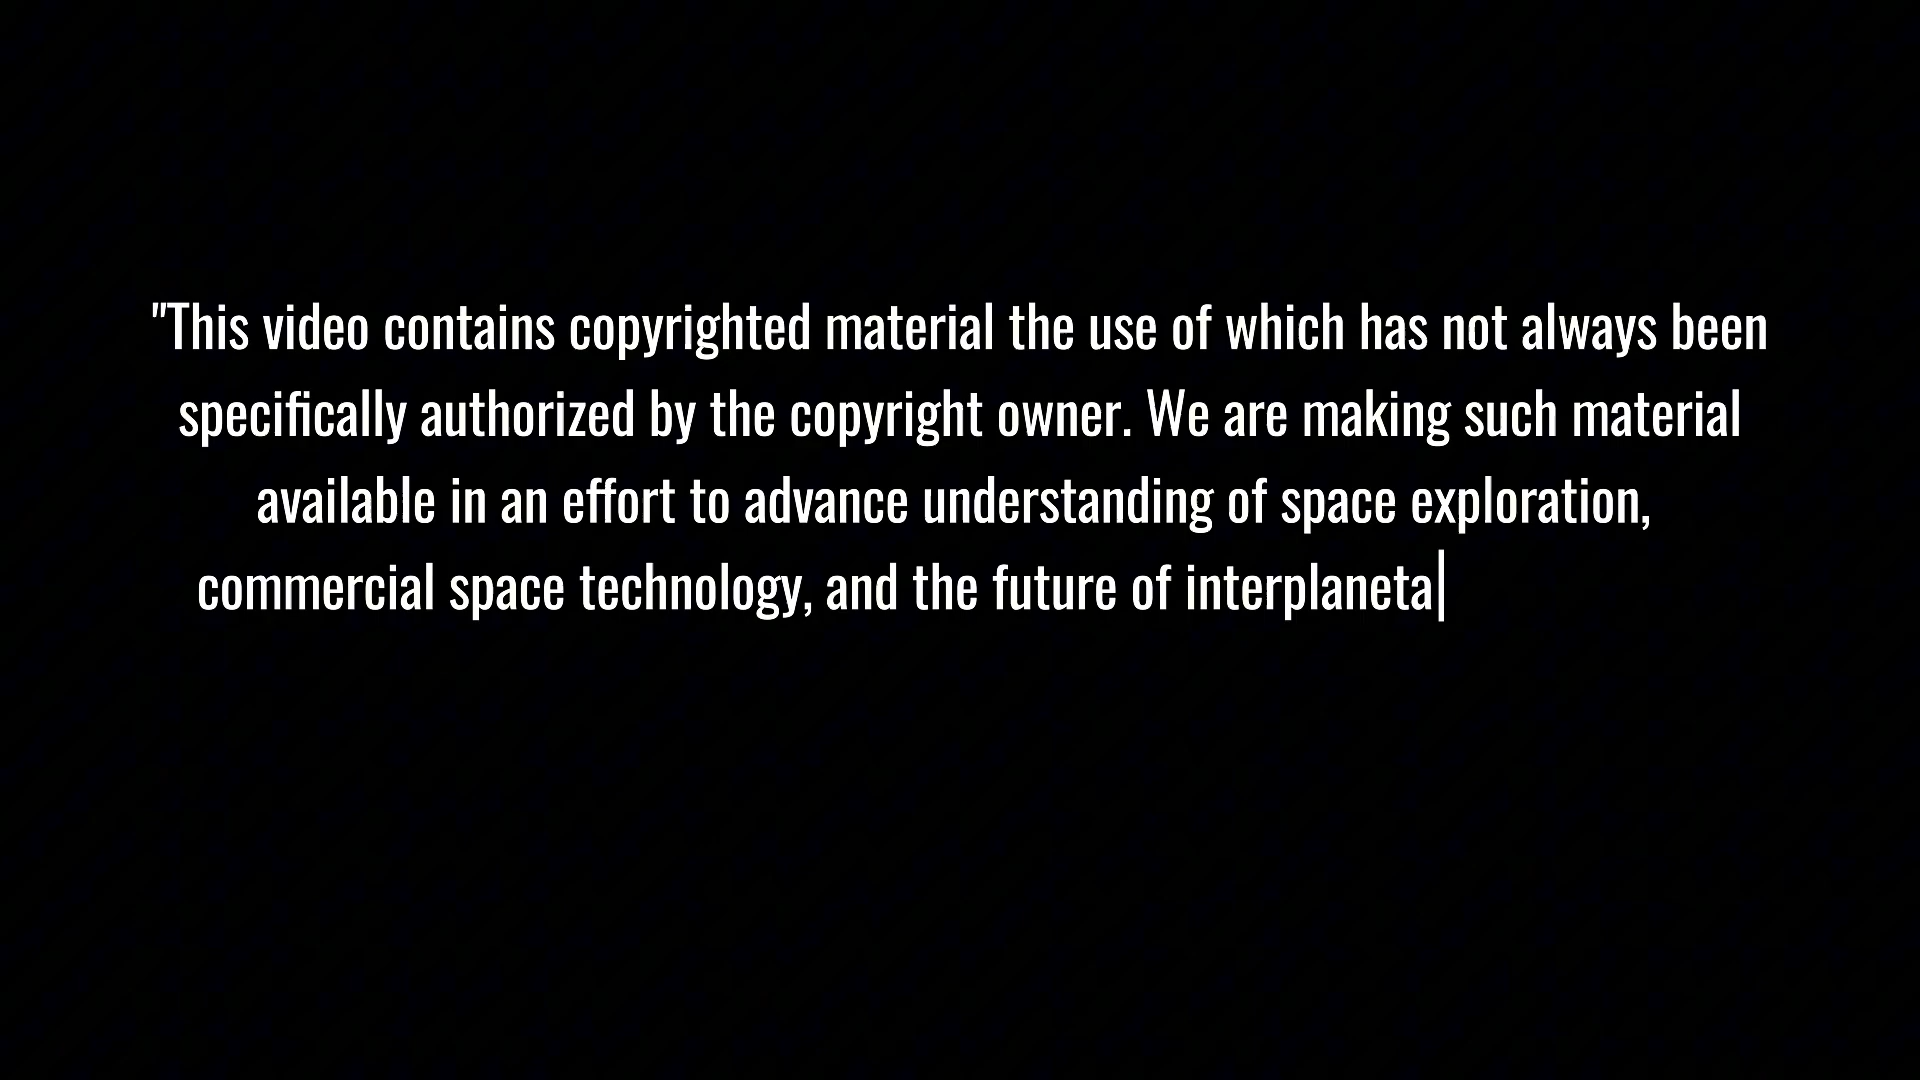 "This video contains copyrighted material the use of which has not always been
specifically authorized by the copyright owner. We are making such material
available in an effort to advance understanding of space exploration,
commercial space technology, and the future of interplaneta